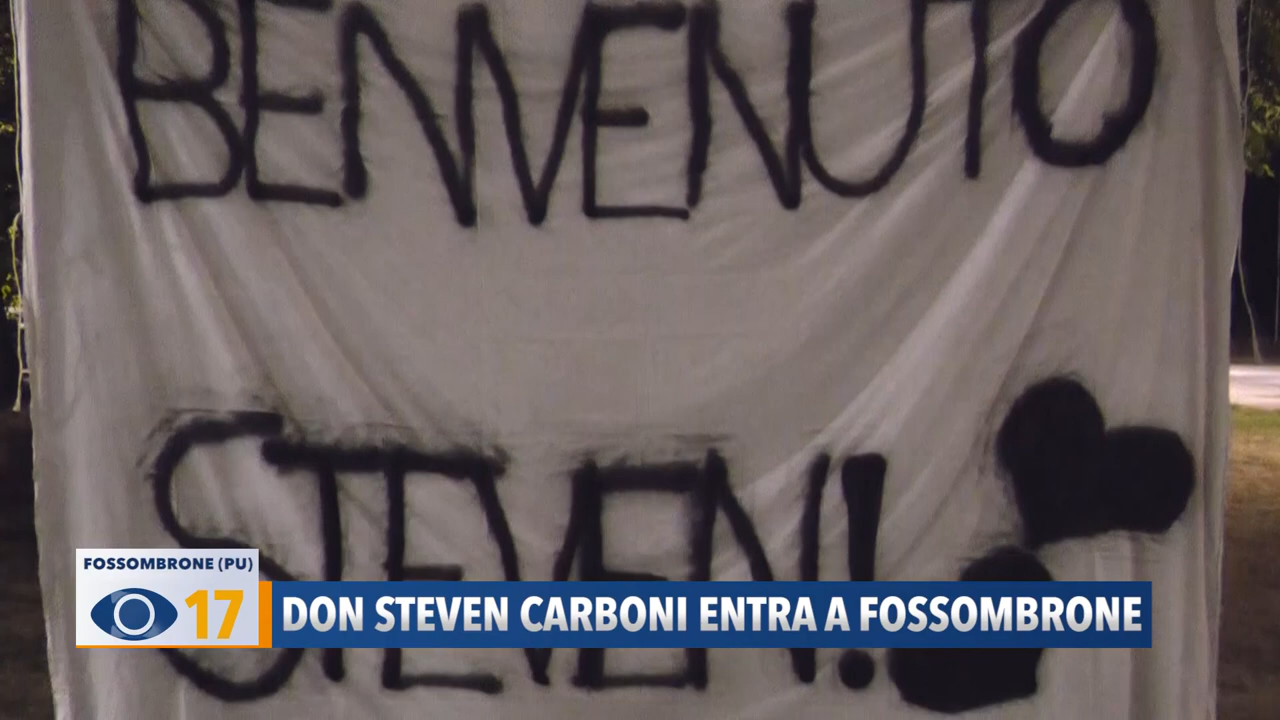 BENVENUTO
STEVEN!
FOSSOMBRONE (PU)
17
DON STEVEN CARBONI ENTRA A FOSSOMBRONE